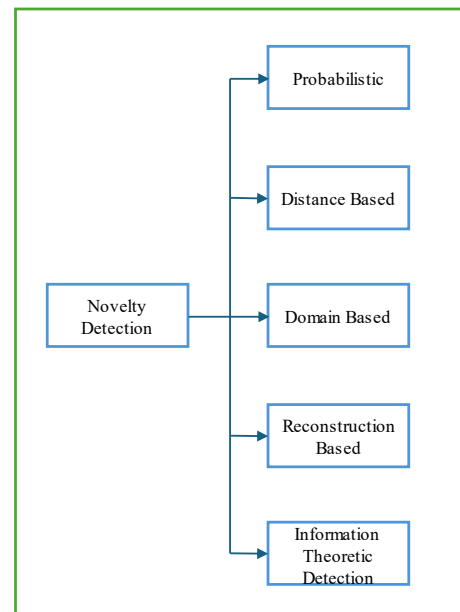 Probabilistic
Distance Based
Novelty
Detection
Domain Based
Reconstruction
Based
Information
Theoretic
Detection